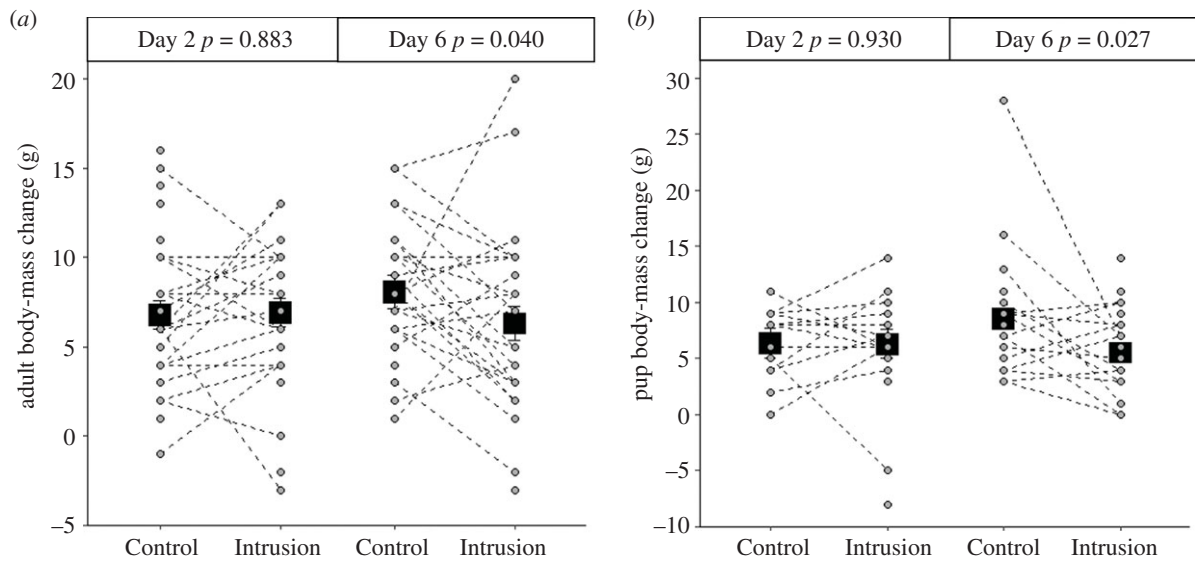 (a)
Day 2 p = 0.883
Day 6 p = 0.040
adult body-mass change (g)
20
15
10
5
0
–5
Control
Intrusion
Control
Intrusion
(b)
Day 2 p = 0.930
Day 6 p = 0.027
pup body-mass change (g)
30
25
20
15
10
5
0
–5
–10
Control
Intrusion
Control
Intrusion